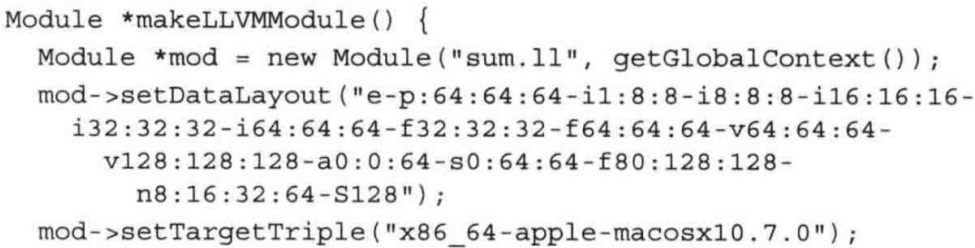 Module *makeLLVMModule() {
Module *mod = new Module("sum.ll", getGlobalContext());
mod->setDataLayout("e-p:64:64:64-i1:8:8-i8:8:8-i16:16:16-
i32:32:32-i64:64:64-f32:32:32-f64:64:64-v64:64:64-
v128:128:128-a0:0:64-s0:64:64-f80:128:128-
n8:16:32:64-S128");
mod->setTargetTriple("x86_64-apple-macosx10.7.0");